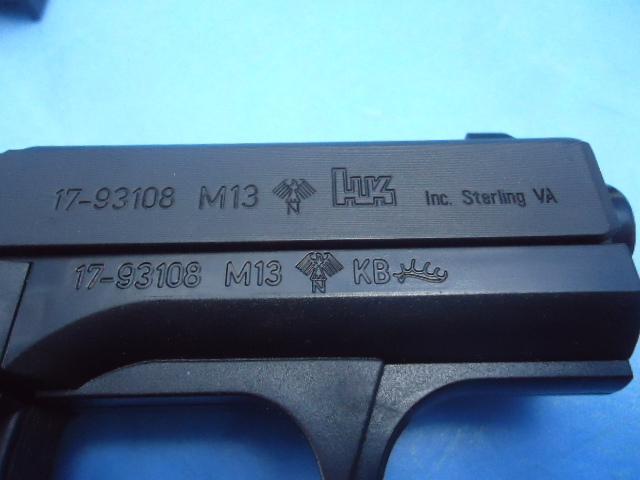 17-93108 M13 N HK Inc. Sterling VA
17-93108 M13 N KB